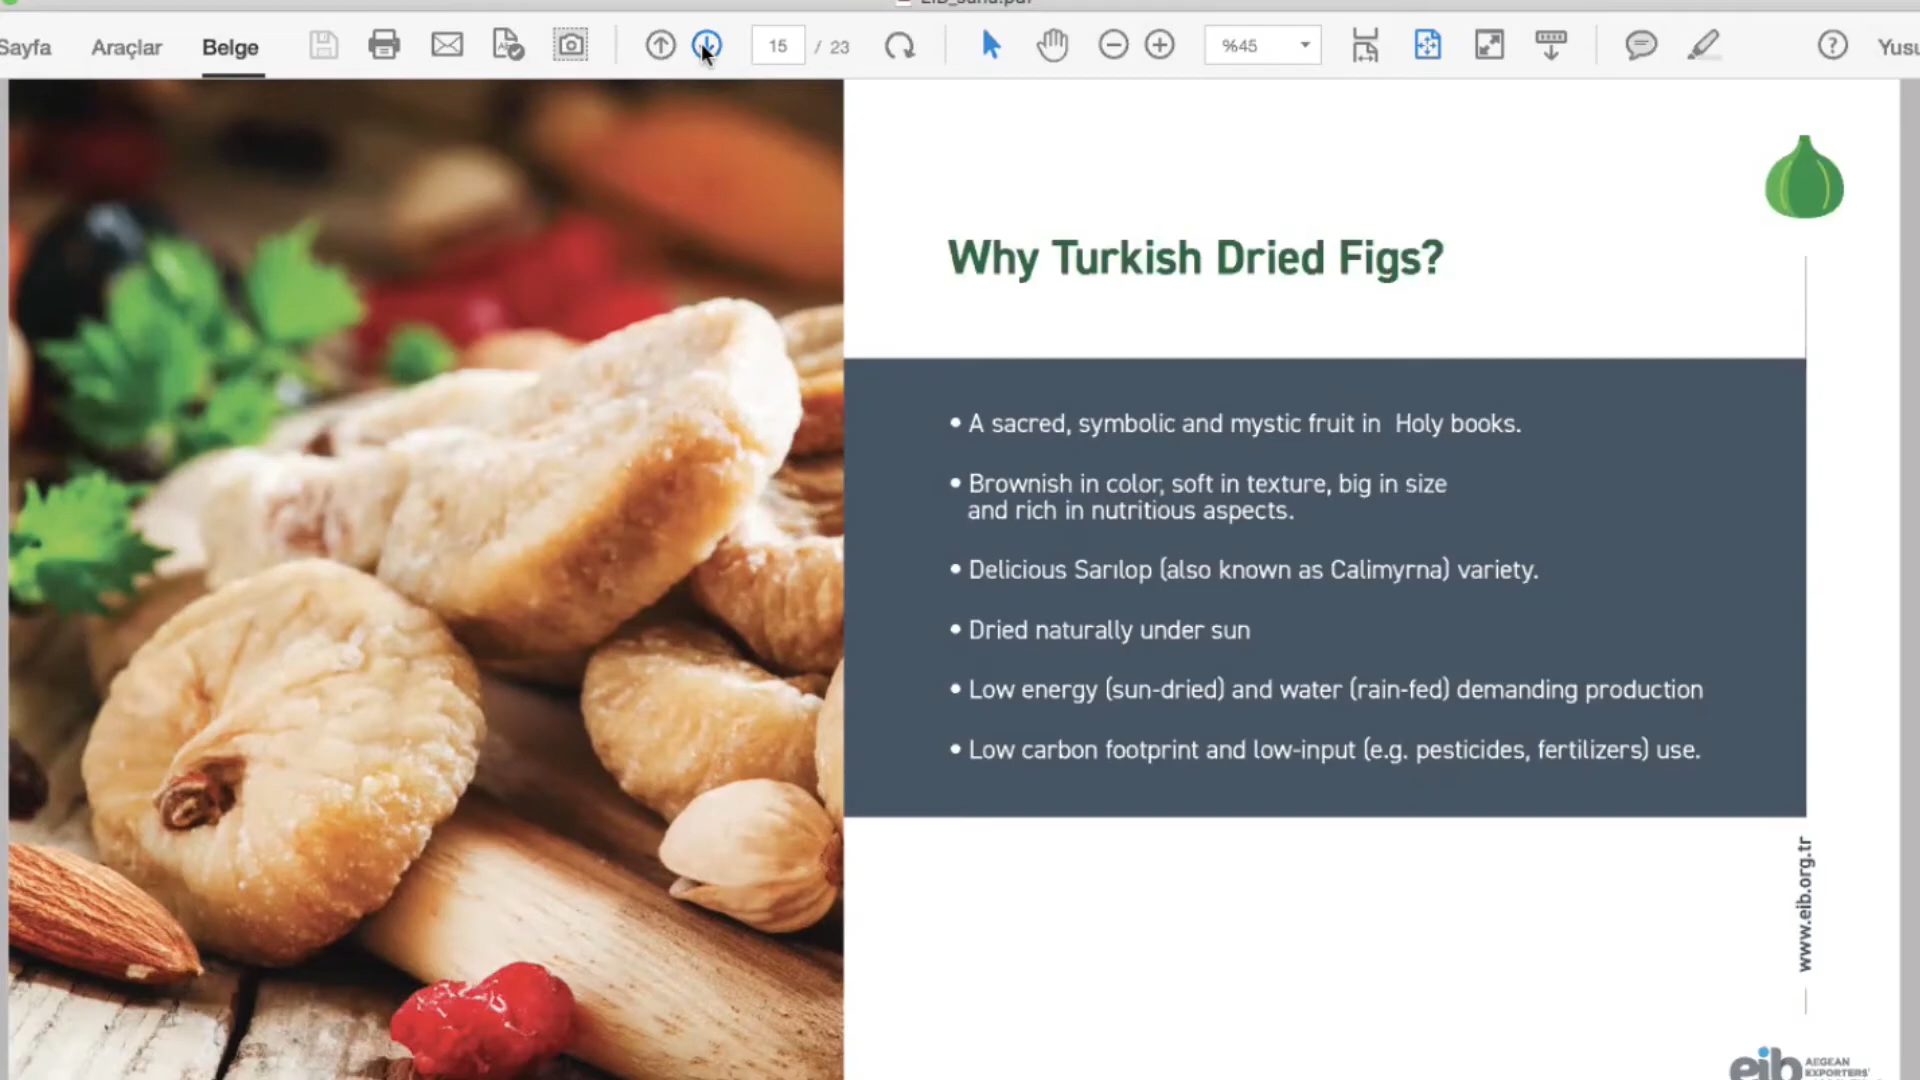 Sayfa
Araçlar
Belge
15 / 23
%45
Why Turkish Dried Figs?
• A sacred, symbolic and mystic fruit in Holy books.
• Brownish in color, soft in texture, big in size
and rich in nutritious aspects.
• Delicious Sarılop (also known as Calimyrna) variety.
• Dried naturally under sun
• Low energy (sun-dried) and water (rain-fed) demanding production
• Low carbon footprint and low-input (e.g. pesticides, fertilizers) use.
www.eib.org.tr
eib
AEGEAN
EXPORTERS'